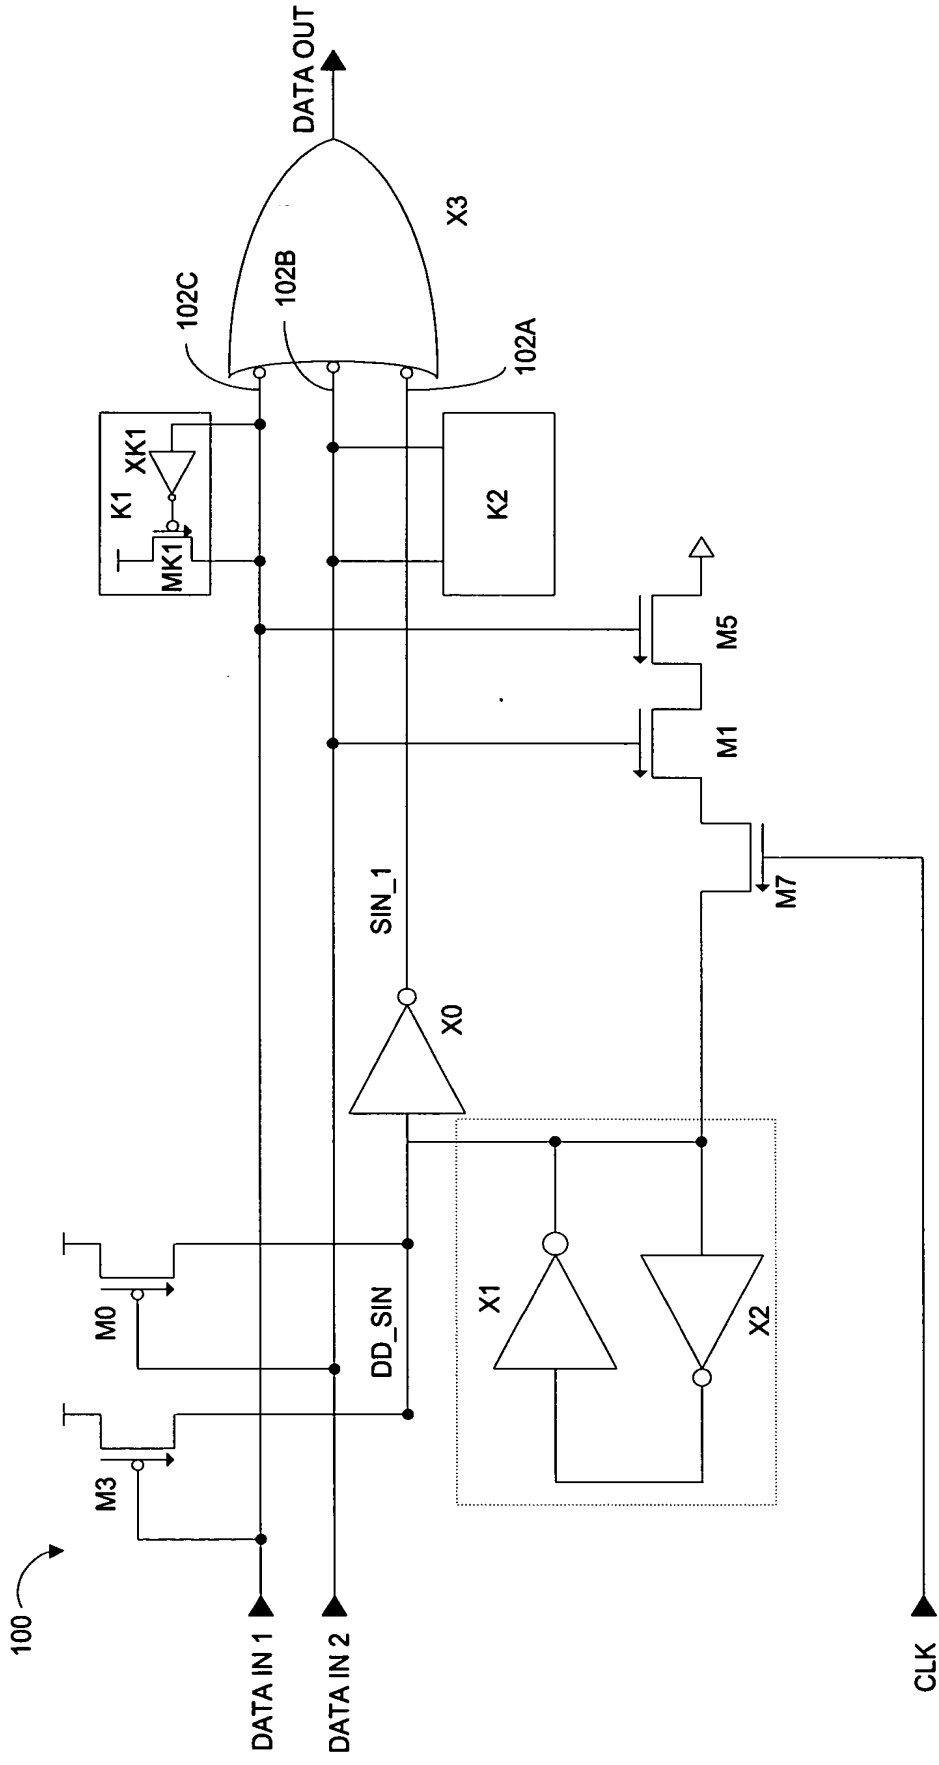 100
M3
M0
K1
XK1
MK1
102C
102B
DATA OUT
X3
102A
DATA IN 1
DATA IN 2
DD_SIN
X0
SIN_1
K2
X1
X2
M7
M1
M5
CLK